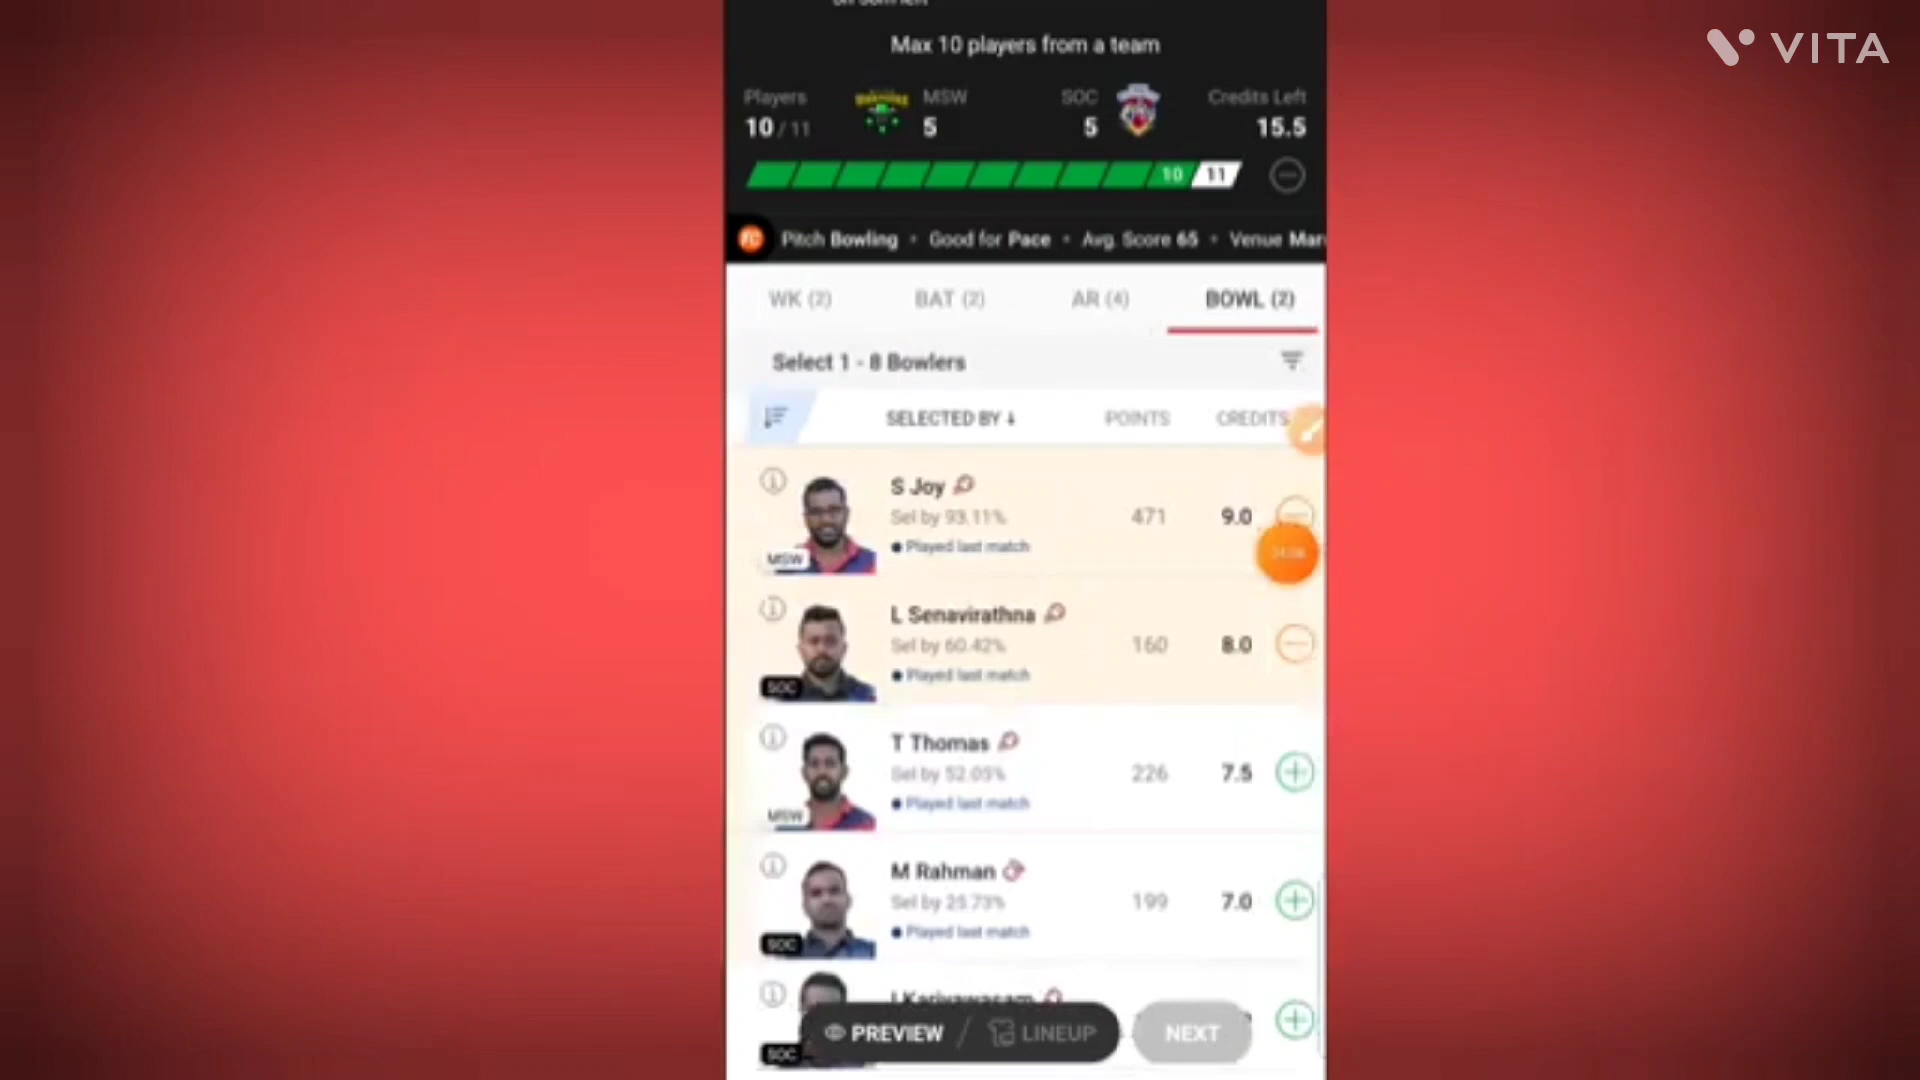 VITA
Max 10 players from a team
Players MSW SOC Credits Left
10 / 11 5 5 15.5
10 11
Pitch Bowling • Good for Pace • Avg. Score 65 • Venue Mar
WK (2) BAT (2) AR (4) BOWL (2)
Select 1 - 8 Bowlers
SELECTED BY ↓ POINTS CREDITS
S Joy
Sel by 93.11% 471 9.0
Played last match
MSW
L Senavirathna
Sel by 60.42% 160 8.0
Played last match
SOC
T Thomas
Sel by 52.05% 226 7.5
Played last match
MSW
M Rahman
Sel by 25.73% 199 7.0
Played last match
SOC
I Kariyawasam
PREVIEW / LINEUP NEXT
SOC